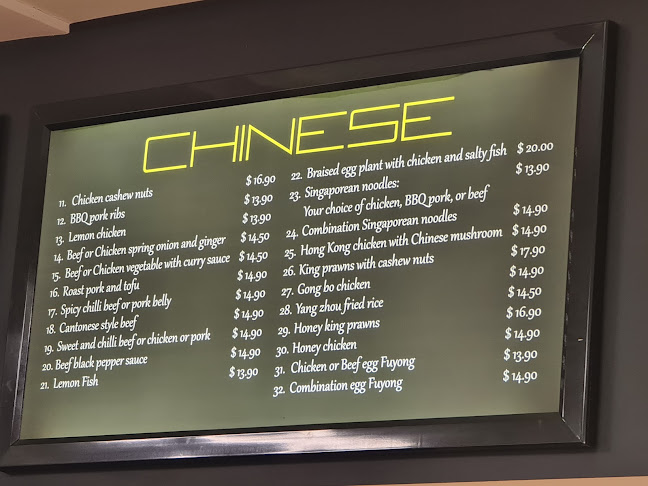 CHINESE
11. Chicken cashew nuts $16.90
12. BBQ pork ribs $13.90
13. Lemon chicken $13.90
14. Beef or Chicken spring onion and ginger $14.50
15. Beef or Chicken vegetable with curry sauce $14.50
16. Roast pork and tofu $14.90
17. Spicy chilli beef or pork belly $14.90
18. Cantonese style beef $14.90
19. Sweet and chilli beef or chicken or pork $14.90
20. Beef black pepper sauce $14.90
21. Lemon Fish $13.90
22. Braised egg plant with chicken and salty fish $20.00
23. Singaporean noodles: $13.90
Your choice of chicken, BBQ pork, or beef
24. Combination Singaporean noodles $14.90
25. Hong Kong chicken with Chinese mushroom $14.90
26. King prawns with cashew nuts $17.90
27. Gong bo chicken $14.90
28. Yang zhou fried rice $14.50
29. Honey king prawns $16.90
30. Honey chicken $14.90
31. Chicken or Beef egg Fuyong $13.90
32. Combination egg Fuyong $14.90